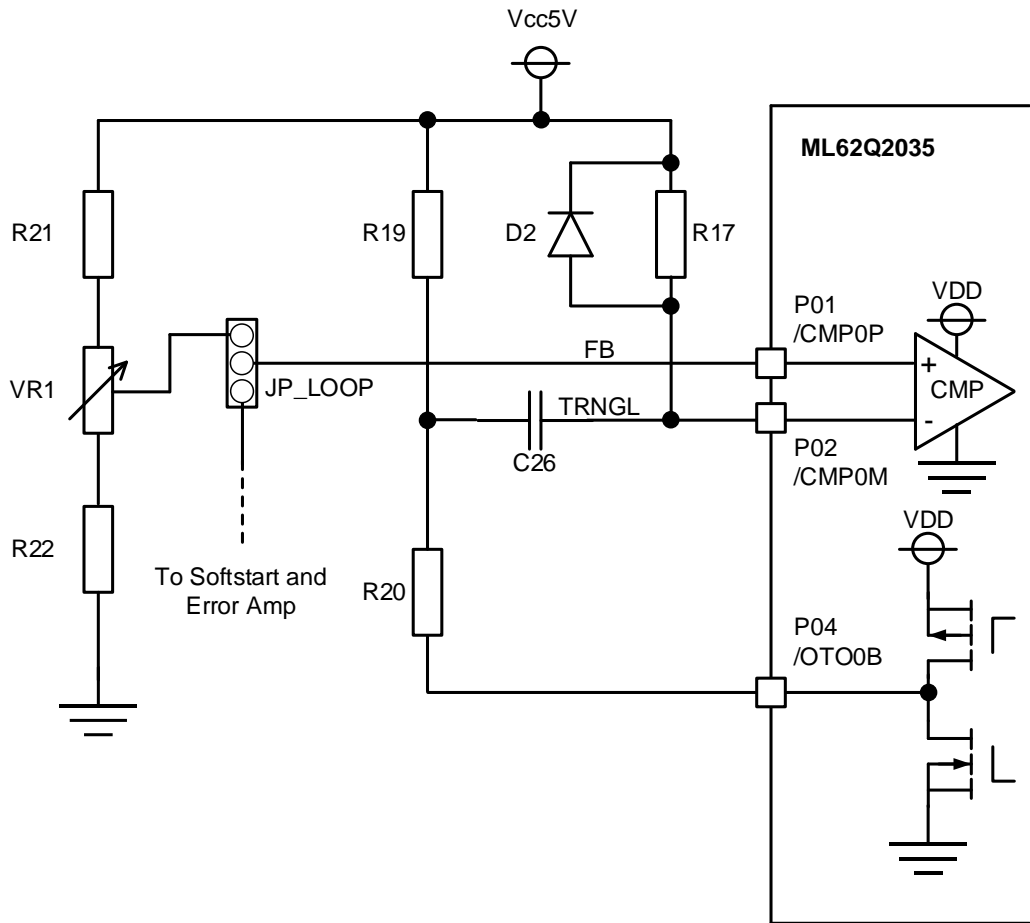 Vcc5V
ML62Q2035
R21
R19
D2
R17
P01
/CMP0P
VDD
FB
+
CMP
VR1
JP_LOOP
TRNGL
-
C26
P02
/CMP0M
R22
VDD
To Softstart and
Error Amp
R20
P04
/OTO0B